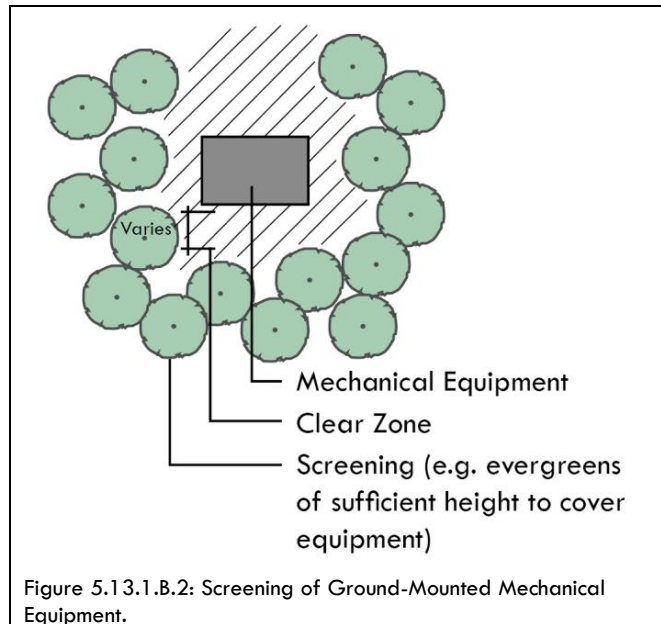 Varies
Mechanical Equipment
Clear Zone
Screening (e.g. evergreens
of sufficient height to cover
equipment)
Figure 5.13.1.B.2: Screening of Ground-Mounted Mechanical
Equipment.